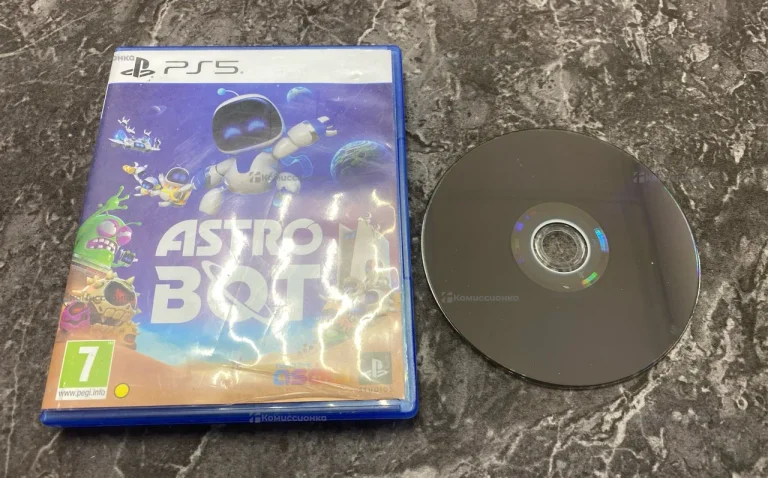 PS5
ASTRO
BOT
7
www.pegi.info
Комиссионка
Комиссионка
Комиссионка